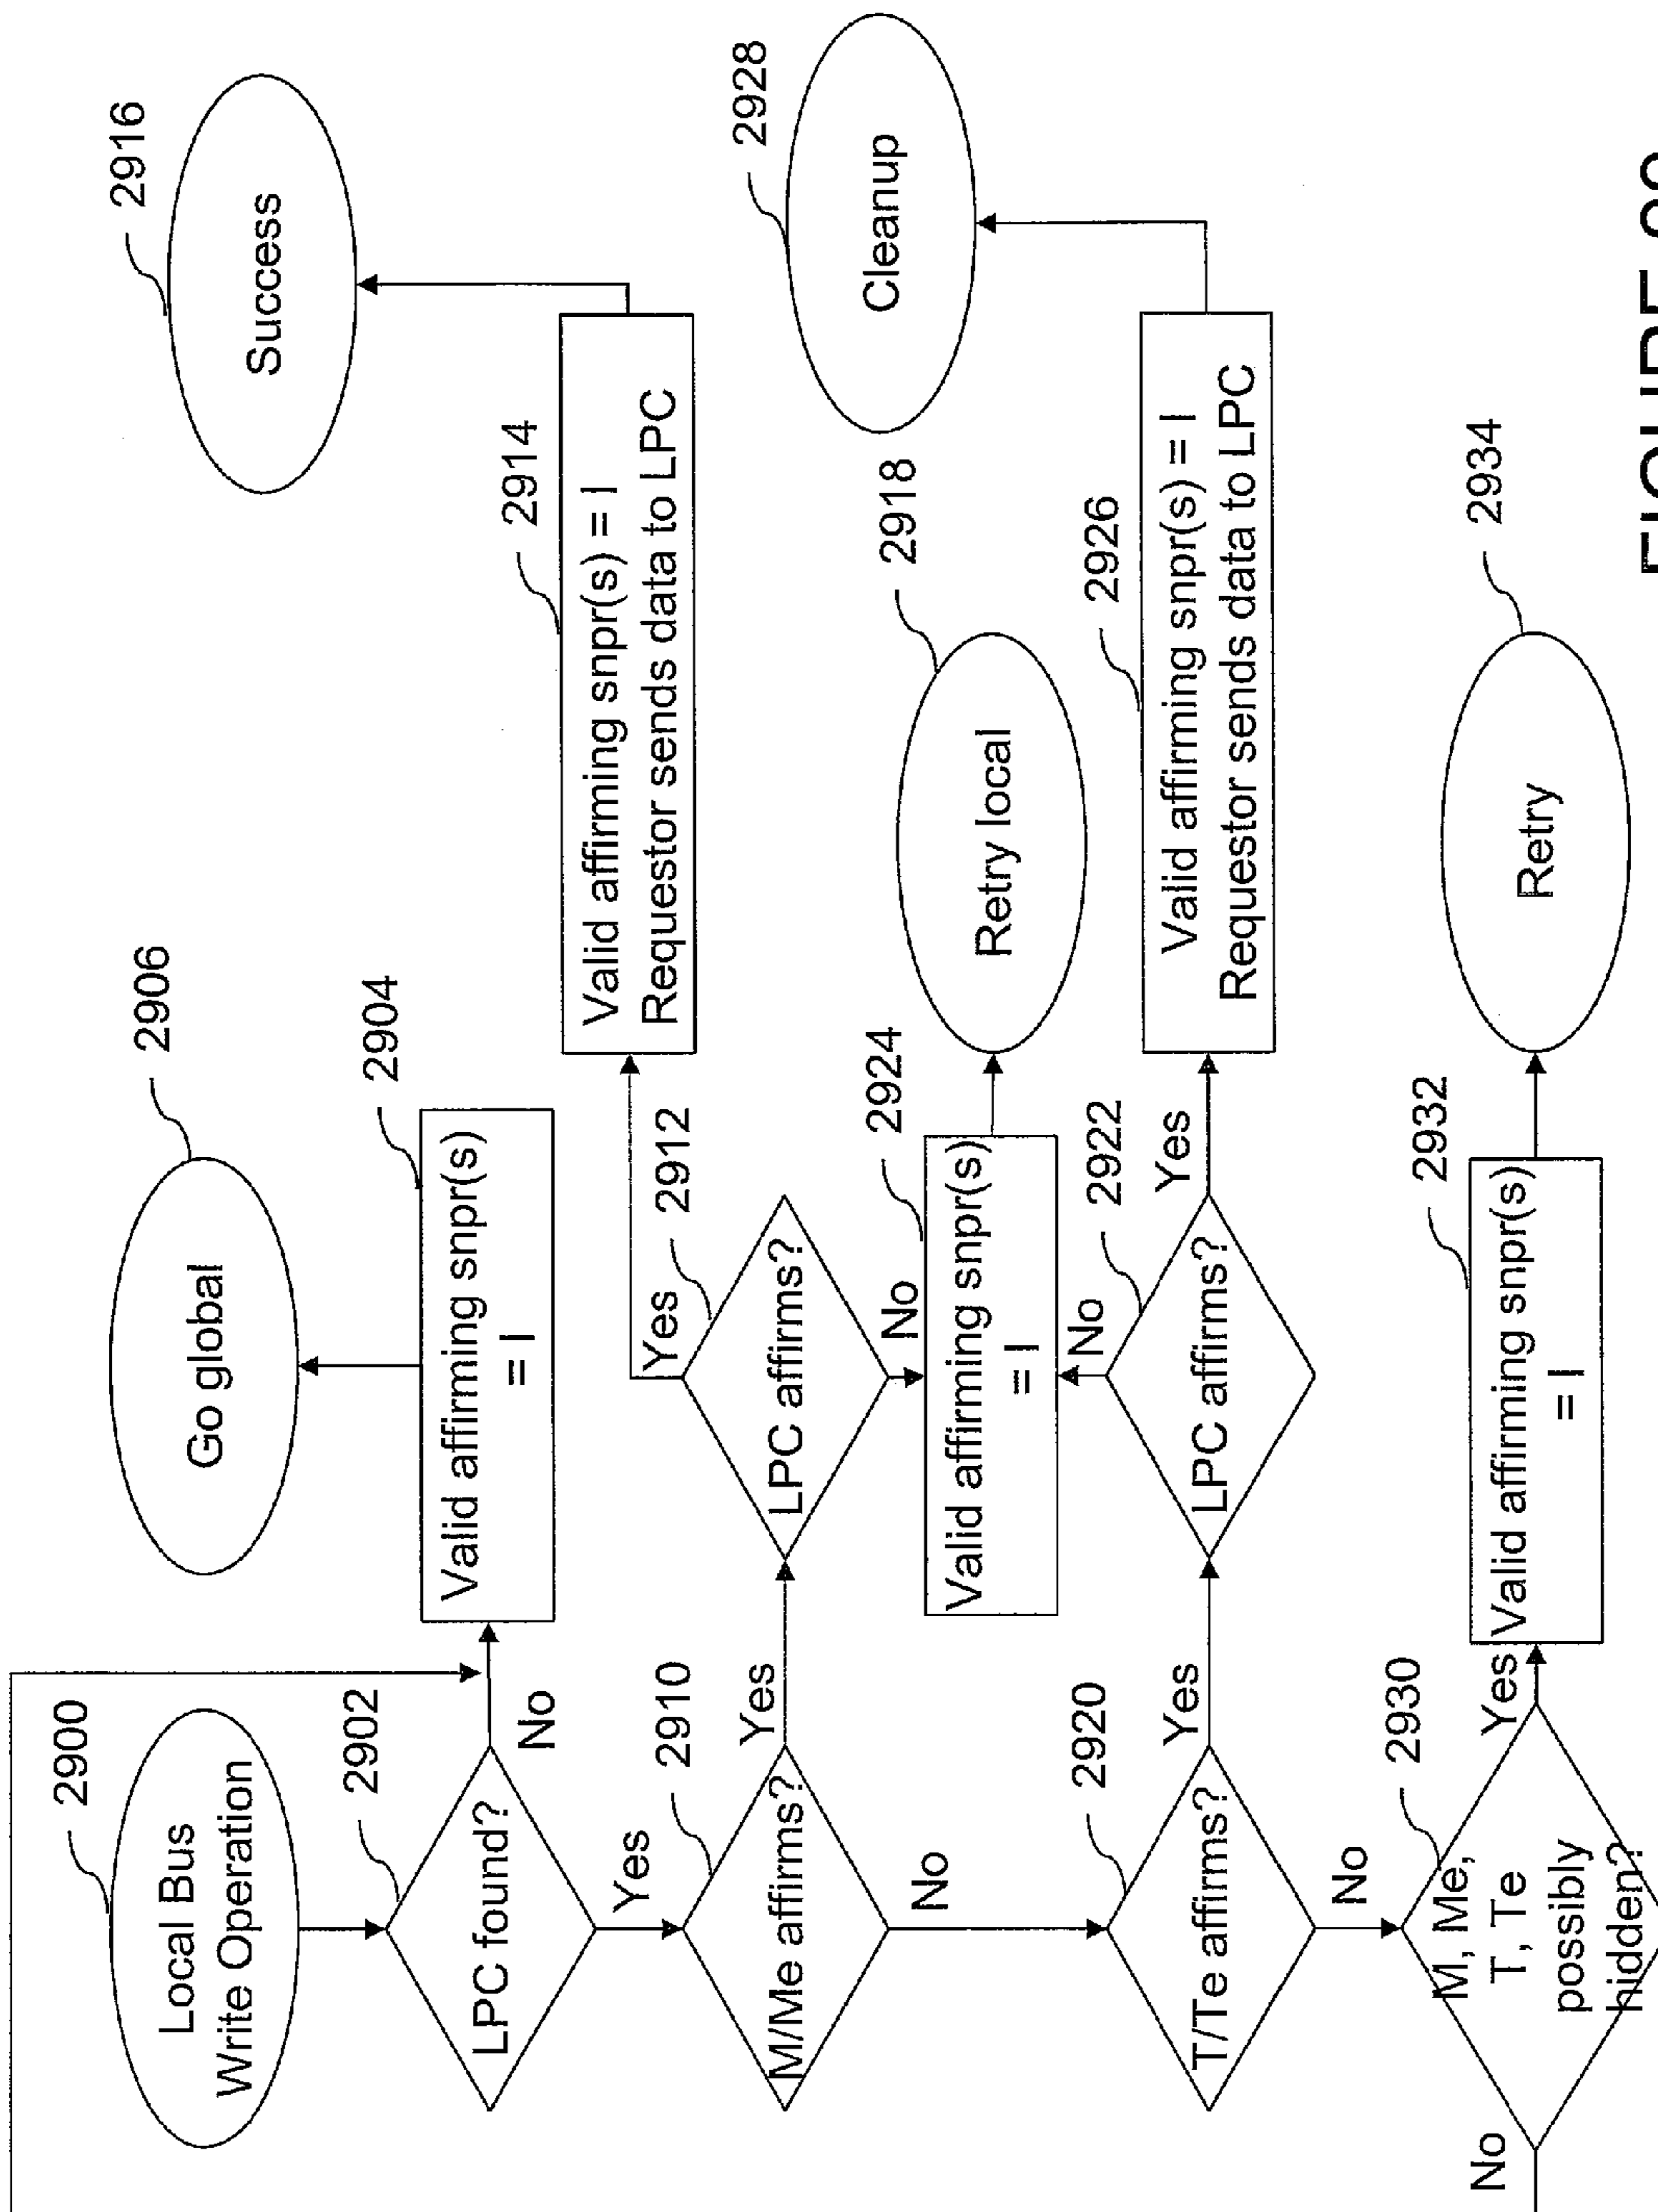 2900
Local Bus
Write Operation
2902
LPC found?
No
Yes
2904
Valid affirming snpr(s)
= I
2906
Go global
2910
M/Me affirms?
Yes
No
2912
LPC affirms?
Yes
No
2914
Valid affirming snpr(s) = I
Requestor sends data to LPC
2916
Success
2924
Valid affirming snpr(s)
= I
2918
Retry local
2920
T/Te affirms?
Yes
No
2922
LPC affirms?
Yes
No
2926
Valid affirming snpr(s) = I
Requestor sends data to LPC
2928
Cleanup
2930
M, Me,
T, Te
possibly
hidden?
Yes
No
2932
Valid affirming snpr(s)
= I
2934
Retry